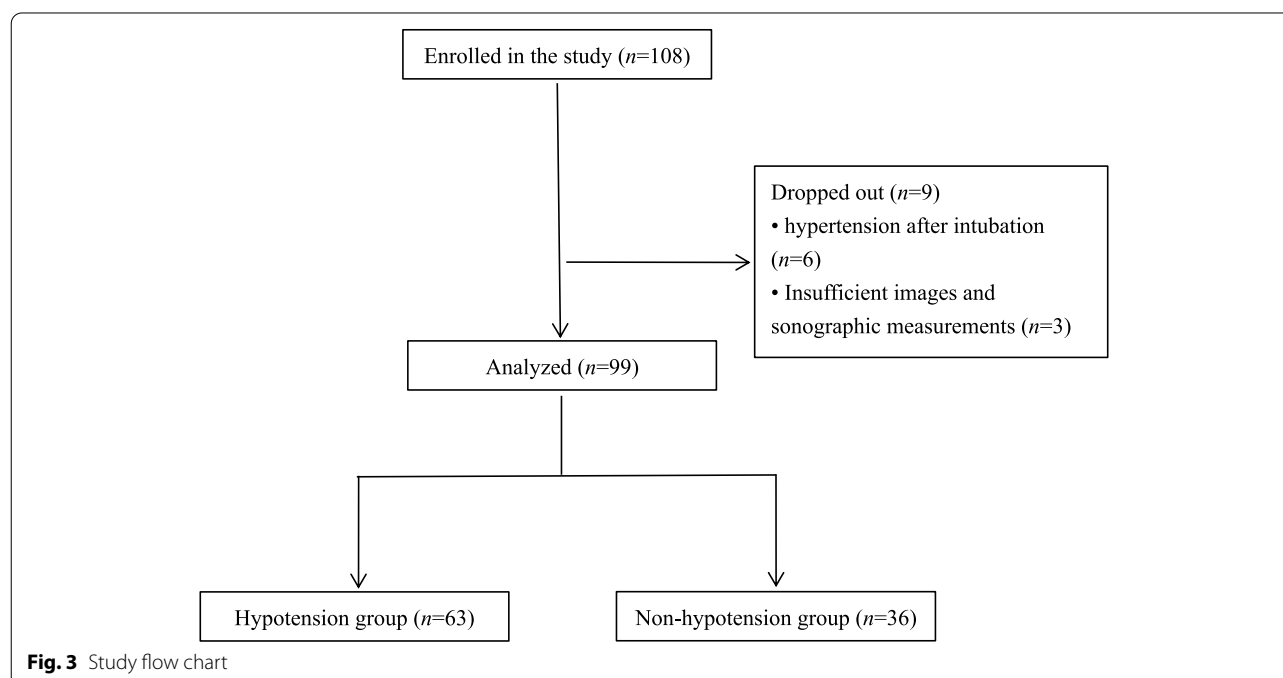 Enrolled in the study (n=108)
Dropped out (n=9)
• hypertension after intubation
(n=6)
• Insufficient images and
sonographic measurements (n=3)
Analyzed (n=99)
Hypotension group (n=63)
Non-hypotension group (n=36)
Fig. 3 Study flow chart